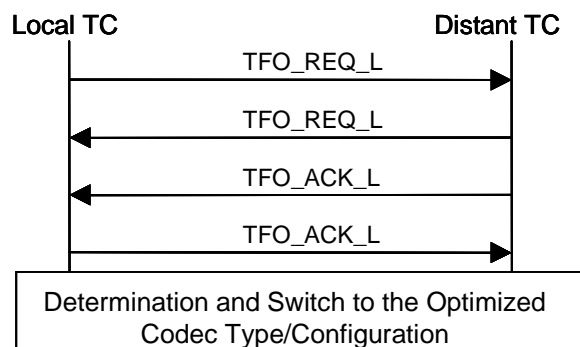 Local TC
Distant TC
TFO_REQ_L
TFO_REQ_L
TFO_ACK_L
TFO_ACK_L
Determination and Switch to the Optimized
Codec Type/Configuration